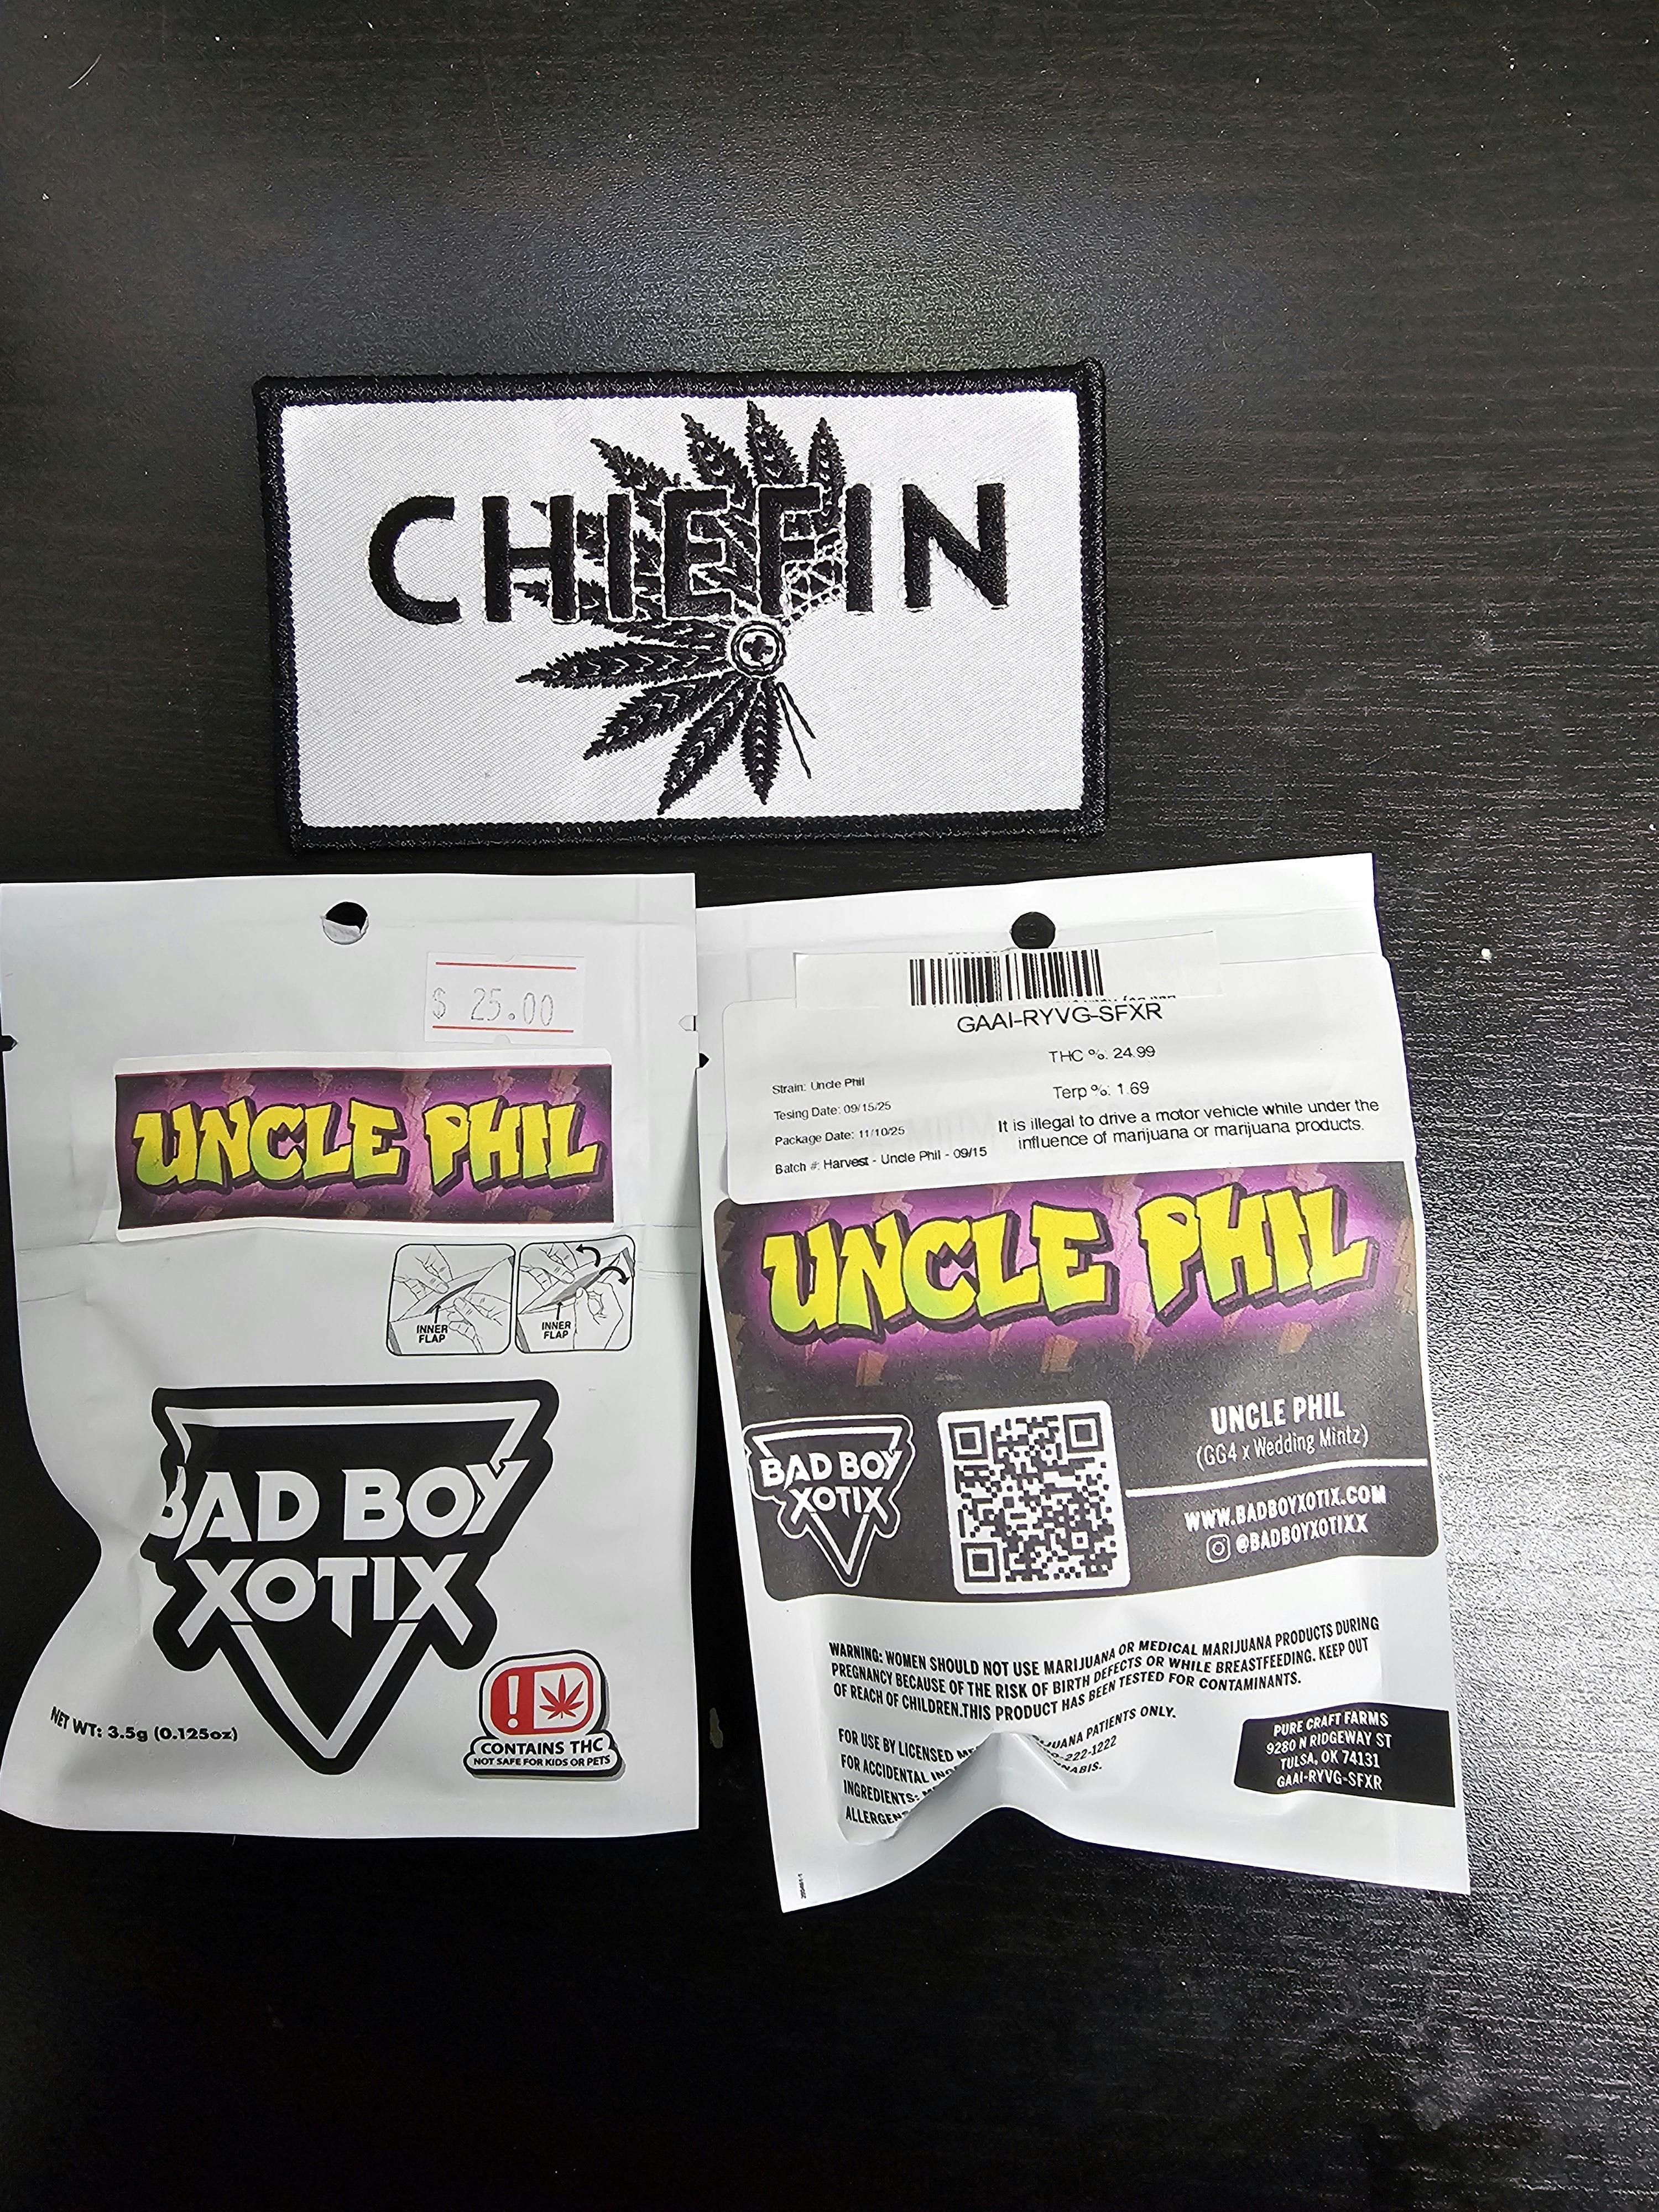 CHIEFIN
$ 25.00
UNCLE PHIL
INNER
FLAP
INNER
FLAP
BAD BOY
XOTIX
NET WT: 3.5g (0.125oz)
CONTAINS THC
NOT SAFE FOR KIDS OR PETS
GAAI-RYVG-SFXR
THC %: 24.99
Strain: Uncle Phil
Terp %: 1.69
Tesing Date: 09/15/25
It is illegal to drive a motor vehicle while under the
influence of marijuana or marijuana products.
Package Date: 11/10/25
Batch #: Harvest - Uncle Phil - 09/15
UNCLE PHIL
BAD BOY
XOTIX
UNCLE PHIL
(GG4 x Wedding Mintz)
WWW.BADBOYXOTIX.COM
@BADBOYXOTIXX
WARNING: WOMEN SHOULD NOT USE MARIJUANA OR MEDICAL MARIJUANA PRODUCTS DURING
PREGNANCY BECAUSE OF THE RISK OF BIRTH DEFECTS OR WHILE BREASTFEEDING. KEEP OUT
OF REACH OF CHILDREN.THIS PRODUCT HAS BEEN TESTED FOR CONTAMINANTS.
FOR USE BY LICENSED PATIENTS ONLY.
FOR ACCIDENTAL -222-1222
INGREDIENTS:
PURE CRAFT FARMS
9280 N RIDGEWAY ST
TULSA, OK 74131
GAAI-RYVG-SFXR